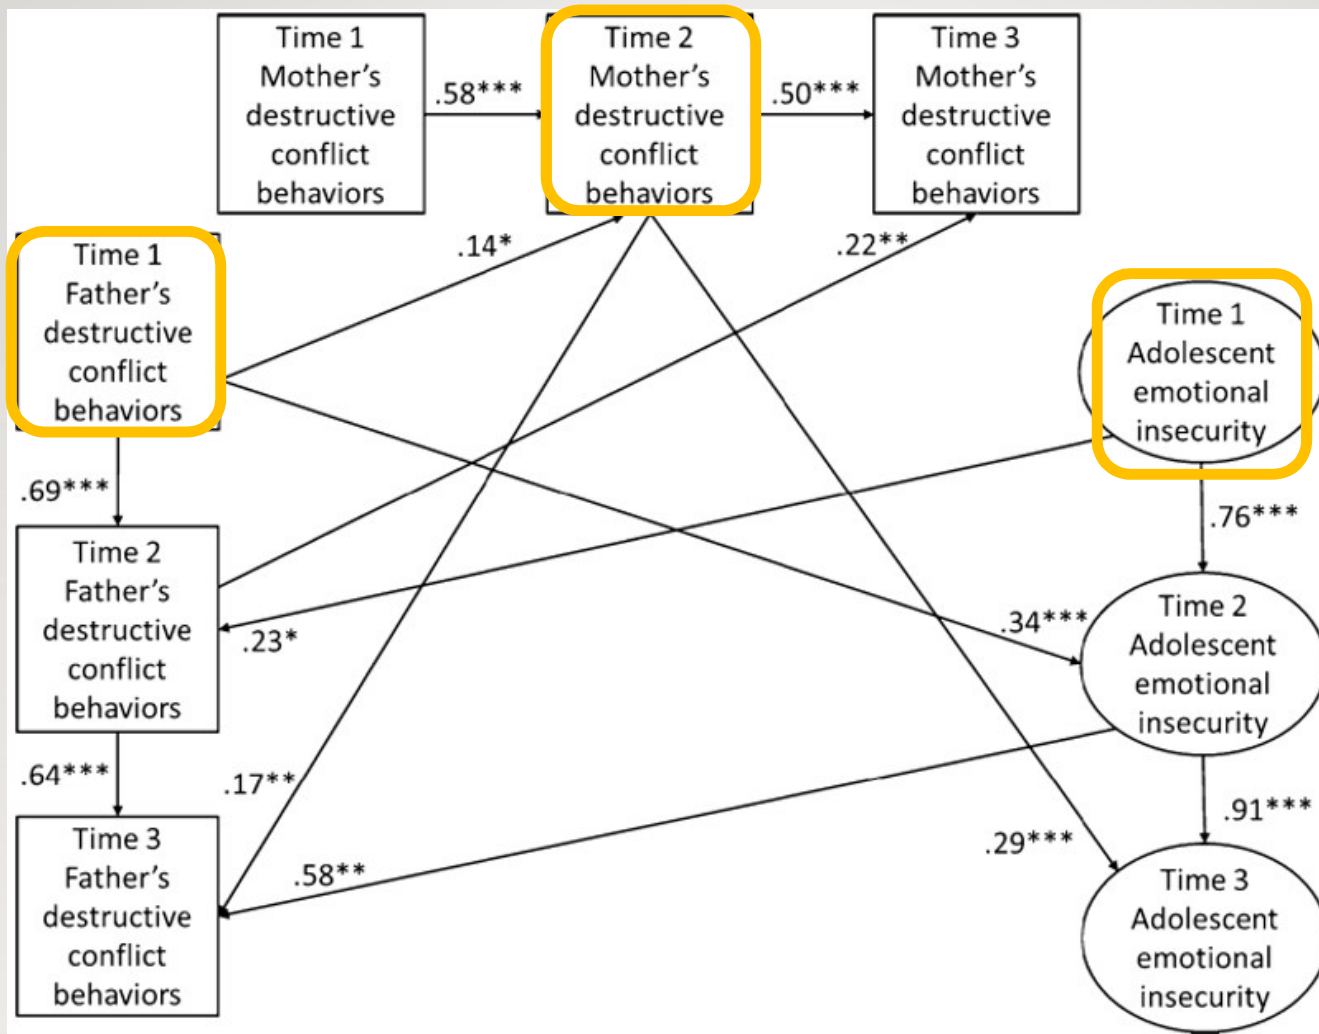 Time 1
Mother's
destructive
conflict
behaviors
.58***
Time 2
Mother's
destructive
conflict
behaviors
.50***
Time 3
Mother's
destructive
conflict
behaviors
Time 1
Father's
destructive
conflict
behaviors
.14*
.22**
Time 1
Adolescent
emotional
insecurity
.69***
.76***
Time 2
Father's
destructive
conflict
behaviors
.23*
.34***
Time 2
Adolescent
emotional
insecurity
.64***
.17**
.58**
.29***
.91***
Time 3
Father's
destructive
conflict
behaviors
Time 3
Adolescent
emotional
insecurity